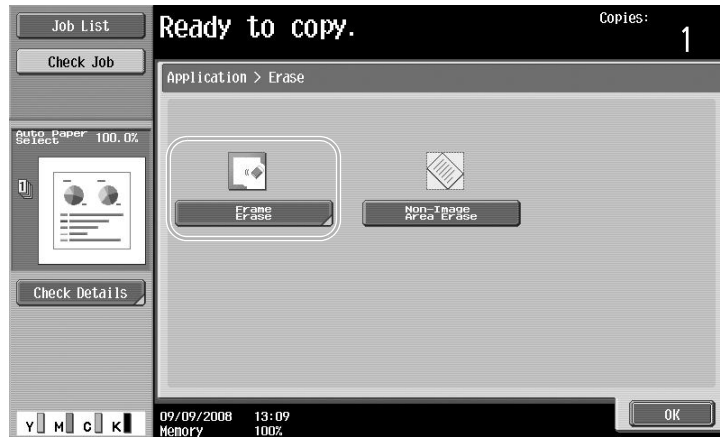 Job List
Check Job
Ready to copy.
Copies:
1
Application > Erase
Auto Paper
Select
100.0%
1
Check Details
Frame
Erase
Non-Image
Area Erase
Y M C K
09/09/2008 13:09
Memory 100%
OK